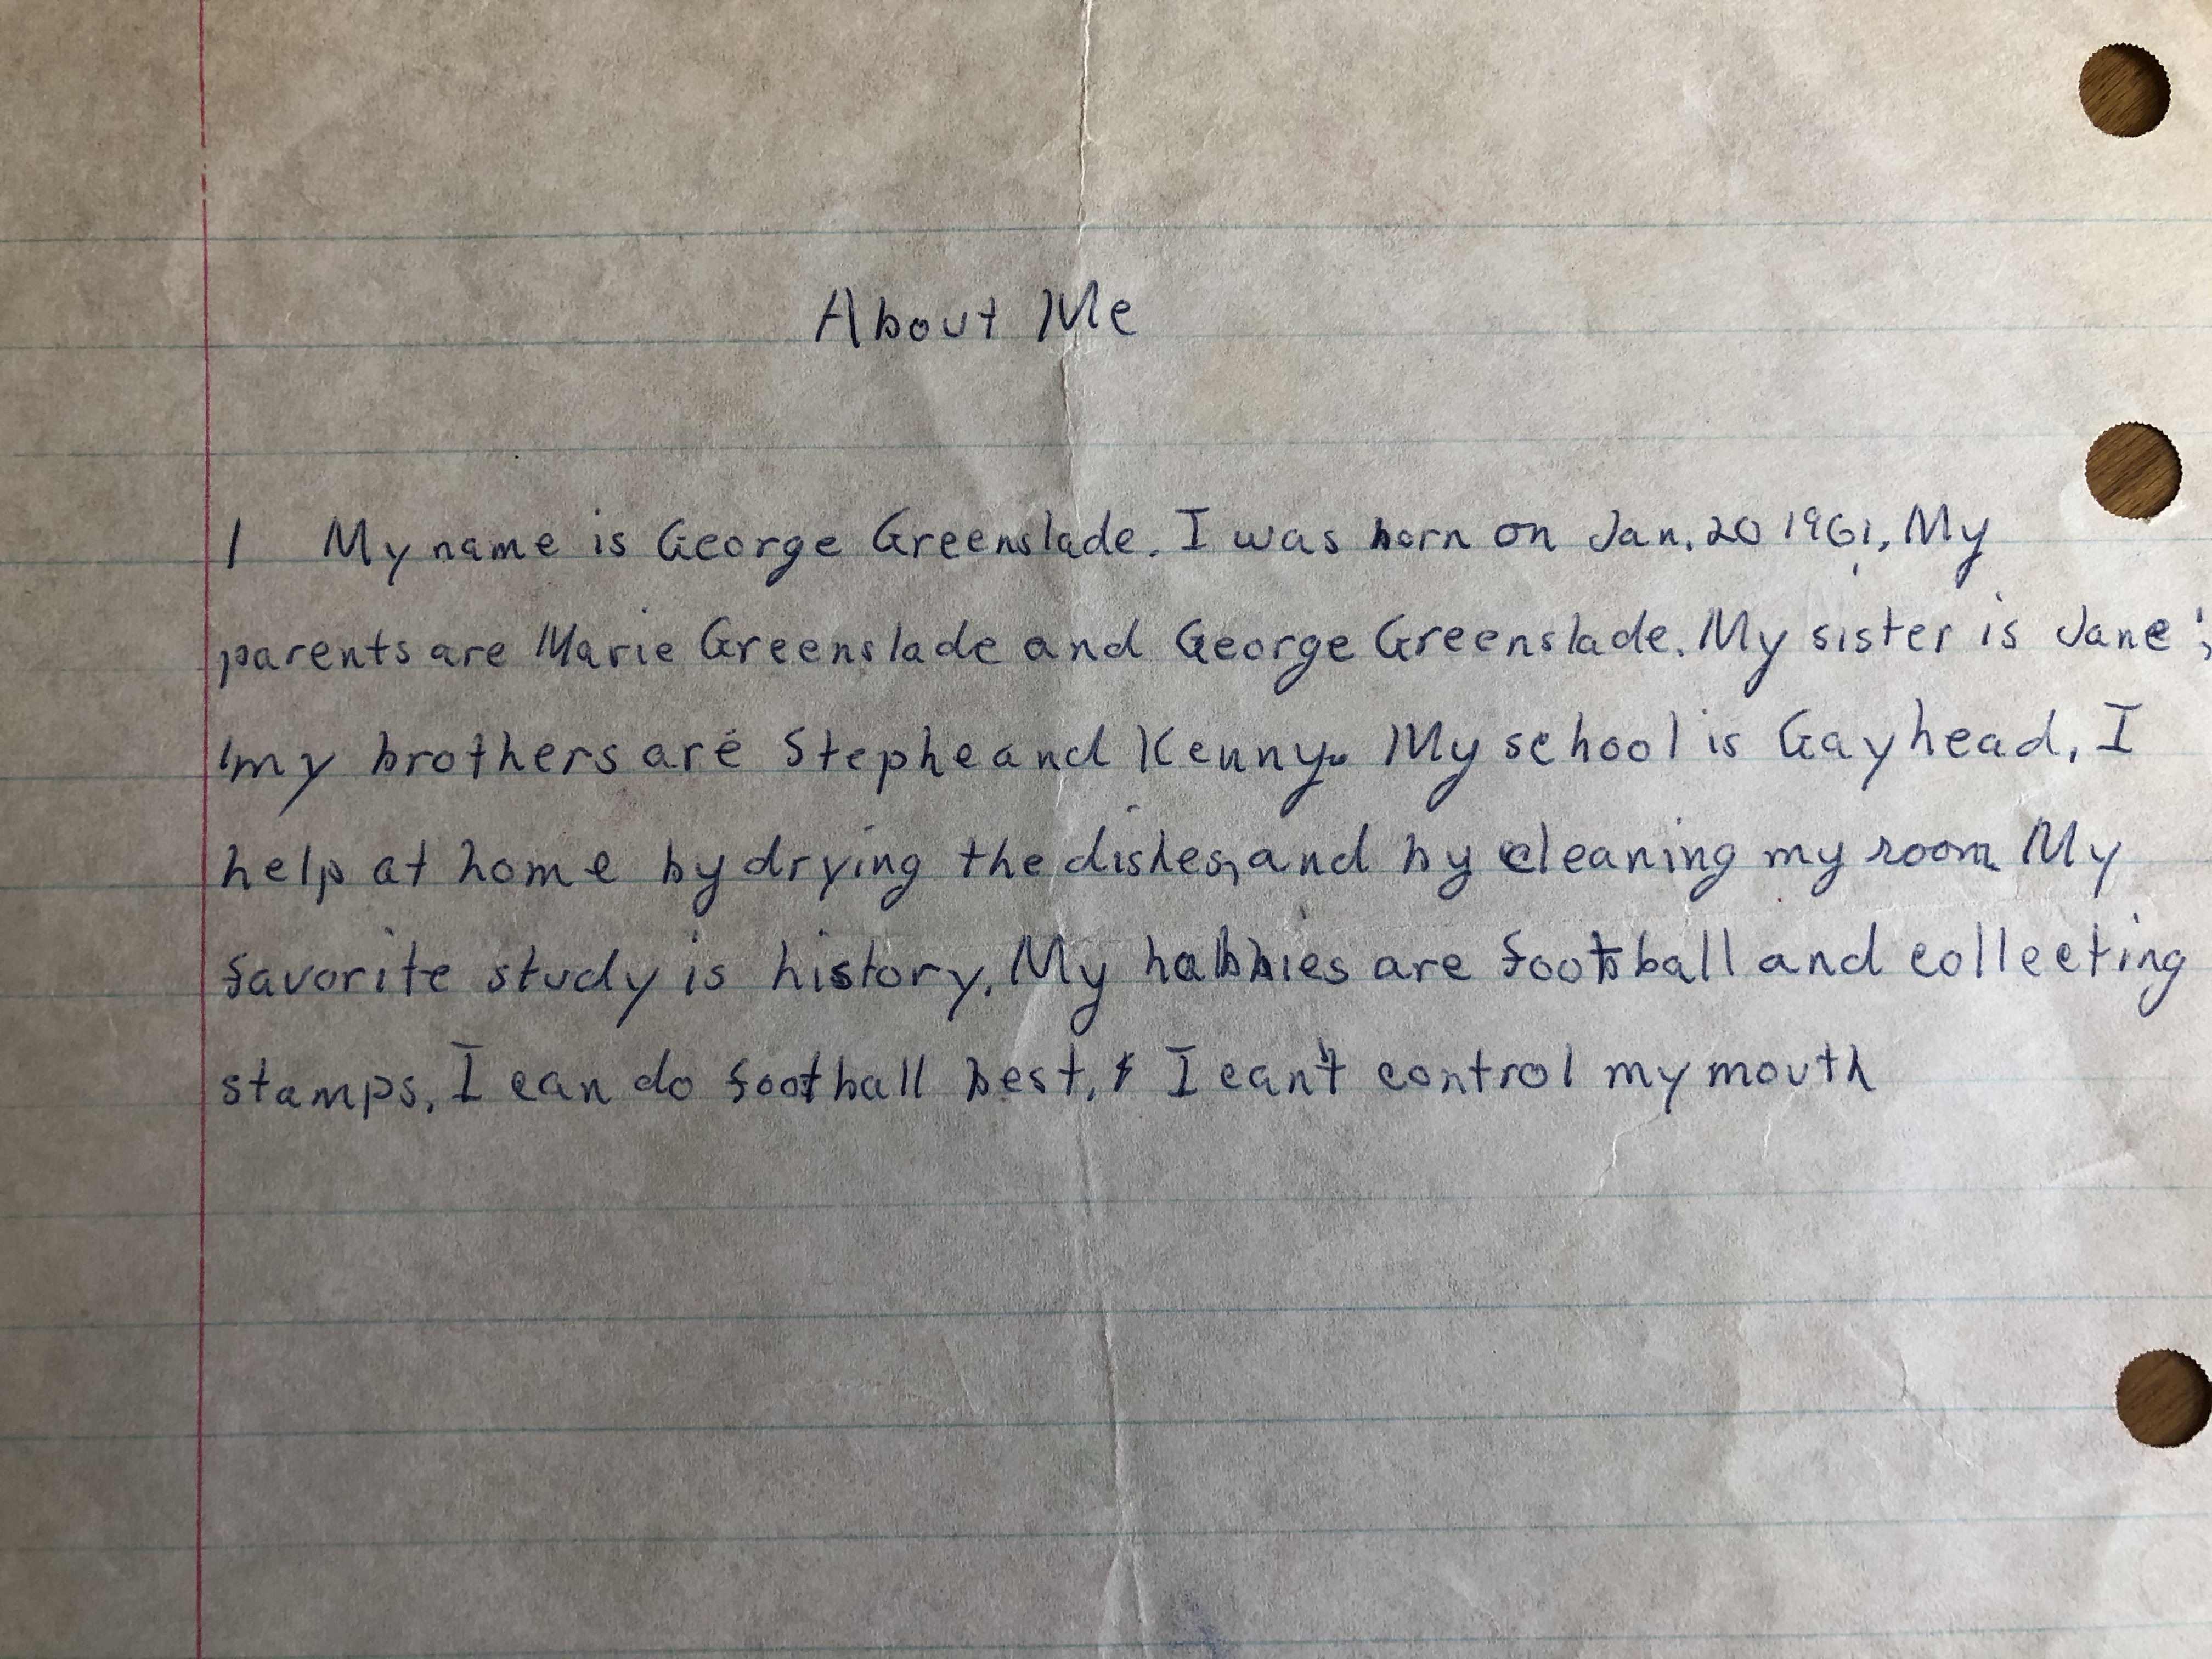 About Me
1 My name is George Greenslade. I was born on Jan. 20 1961, My
parents are Marie Greenslade and George Greenslade. My sister is Jane;
my brothers are Stephe and Kenny. My school is Gayhead, I
help at home by drying the dishes, and by cleaning my room My
favorite study is history. My hobbies are football and collecting
stamps. I can do football best, & I can't control my mouth